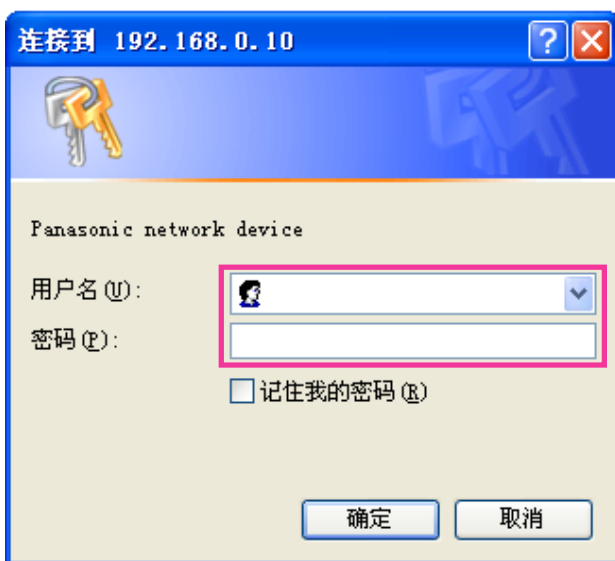 连接到 192.168.0.10
Panasonic network device
用户名(U):
密码(P):
记住我的密码(R)
确定 取消